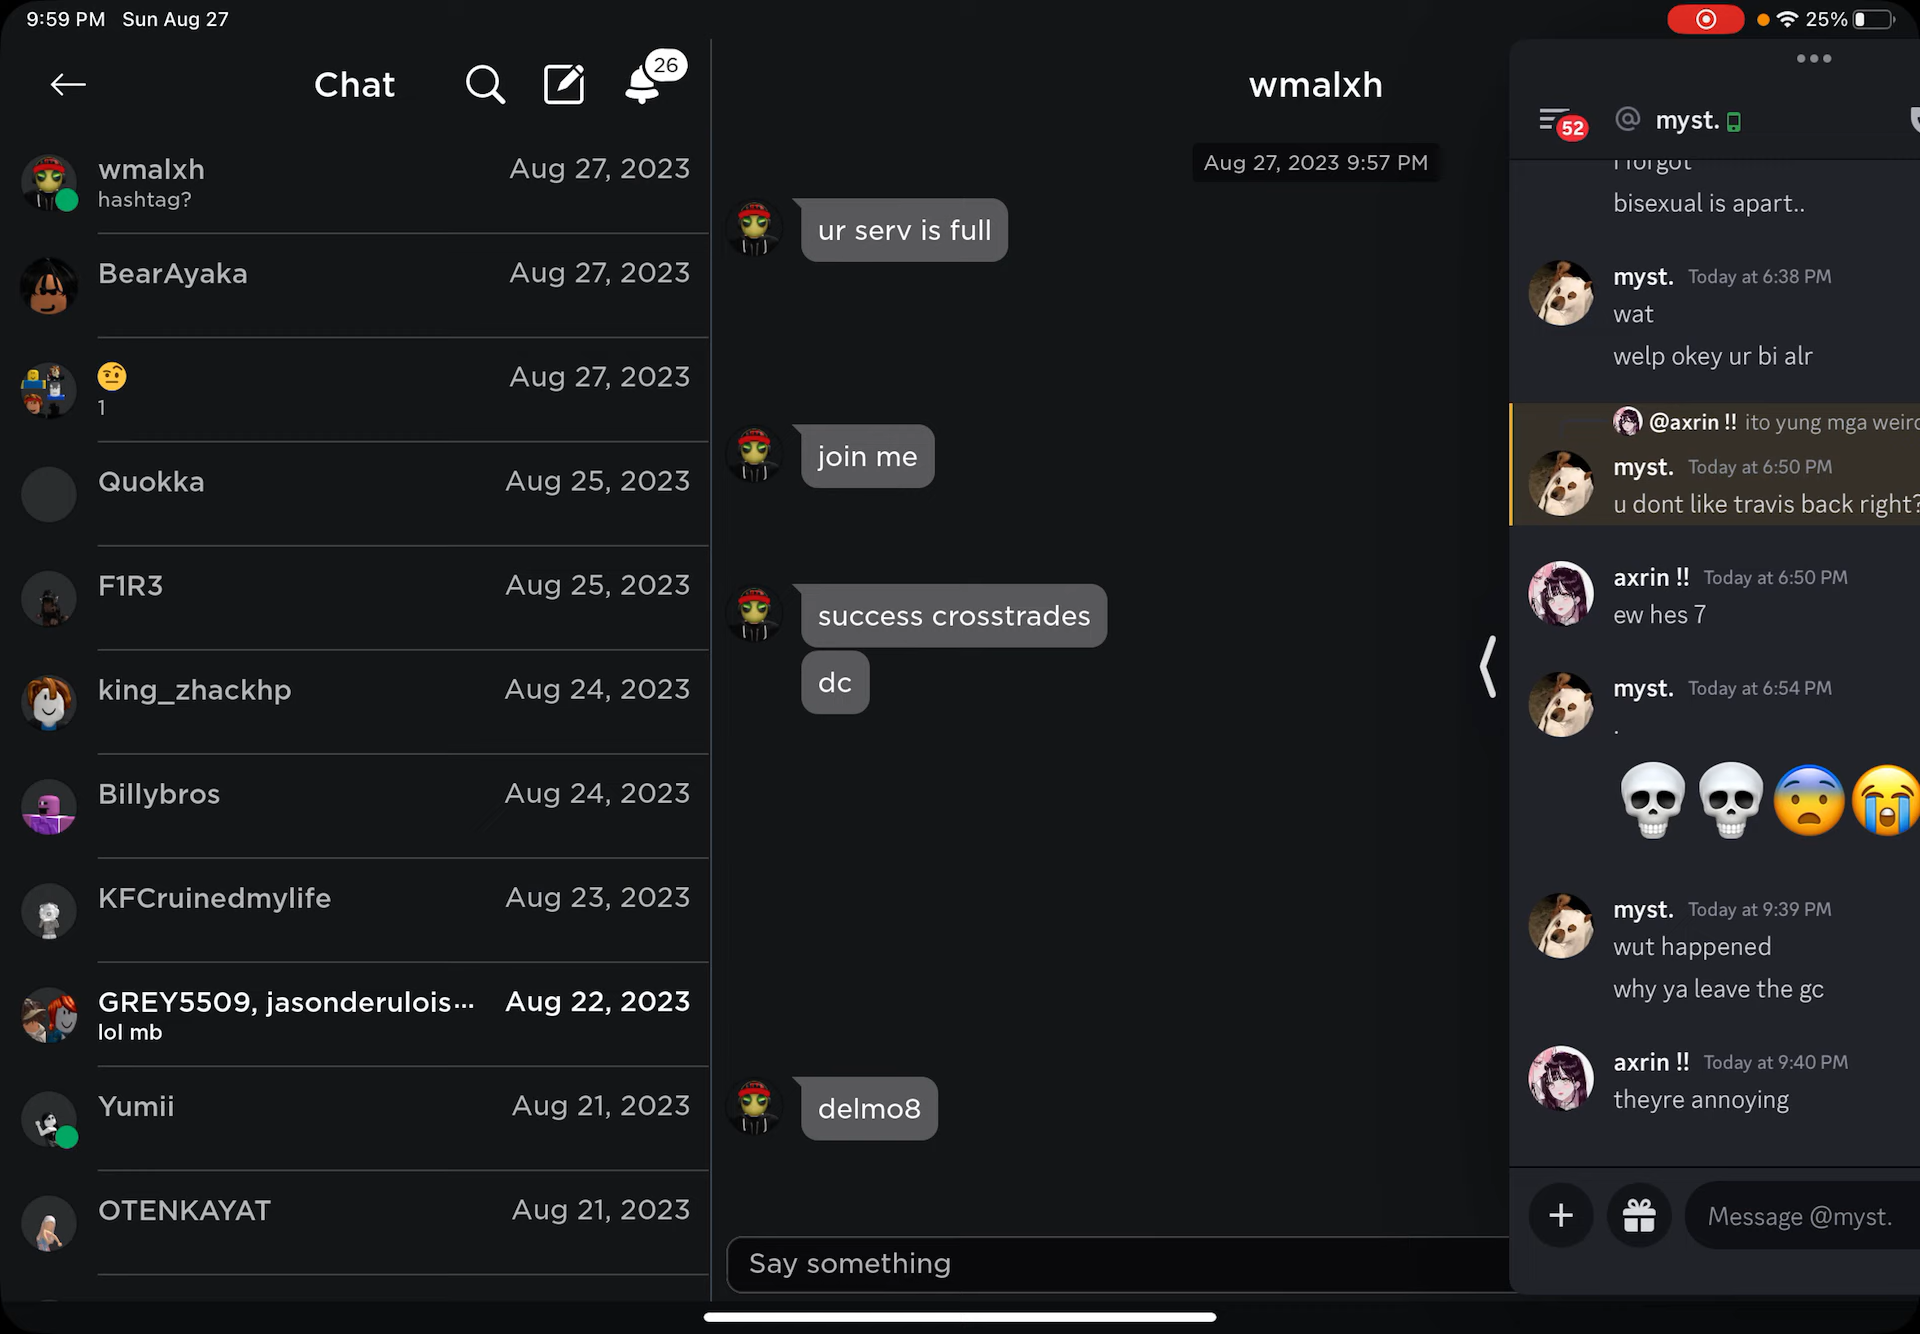 9:59 PM Sun Aug 27
25%
Chat
26
wmalxh Aug 27, 2023
hashtag?
BearAyaka Aug 27, 2023
🤨 Aug 27, 2023
1
Quokka Aug 25, 2023
F1R3 Aug 25, 2023
king_zhackhp Aug 24, 2023
Billybros Aug 24, 2023
KFCruinedmylife Aug 23, 2023
GREY5509, jasonderulois... Aug 22, 2023
lol mb
Yumii Aug 21, 2023
OTENKAYAT Aug 21, 2023
wmalxh
Aug 27, 2023 9:57 PM
ur serv is full
join me
success crosstrades
dc
delmo8
Say something
52
@ myst.
I forgot
bisexual is apart..
myst. Today at 6:38 PM
wat
welp okey ur bi alr
@axrin !! ito yung mga weird
myst. Today at 6:50 PM
u dont like travis back right?
axrin !! Today at 6:50 PM
ew hes 7
myst. Today at 6:54 PM
.
💀💀😨😭
myst. Today at 9:39 PM
wut happened
why ya leave the gc
axrin !! Today at 9:40 PM
theyre annoying
Message @myst.